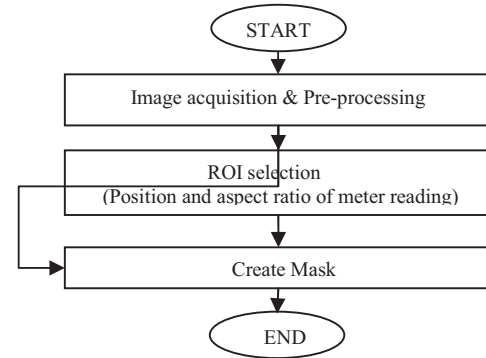 START
Image acquisition & Pre-processing
ROI selection
(Position and aspect ratio of meter reading)
Create Mask
END